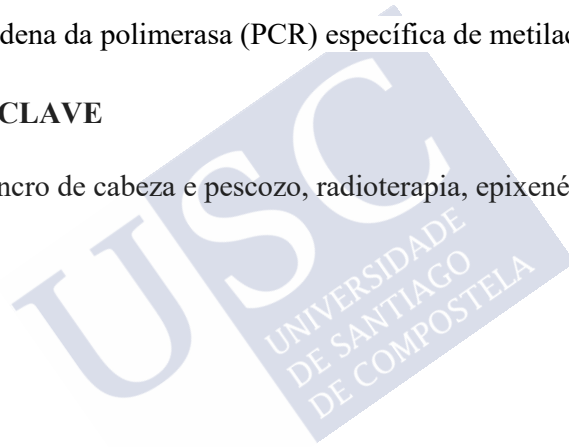 dena da polimerasa (PCR) específica de metilac
CLAVE
ncro de cabeza e pescozo, radioterapia, epixené
USC
UNIVERSIDADE
DE SANTIAGO
DE COMPOSTELA